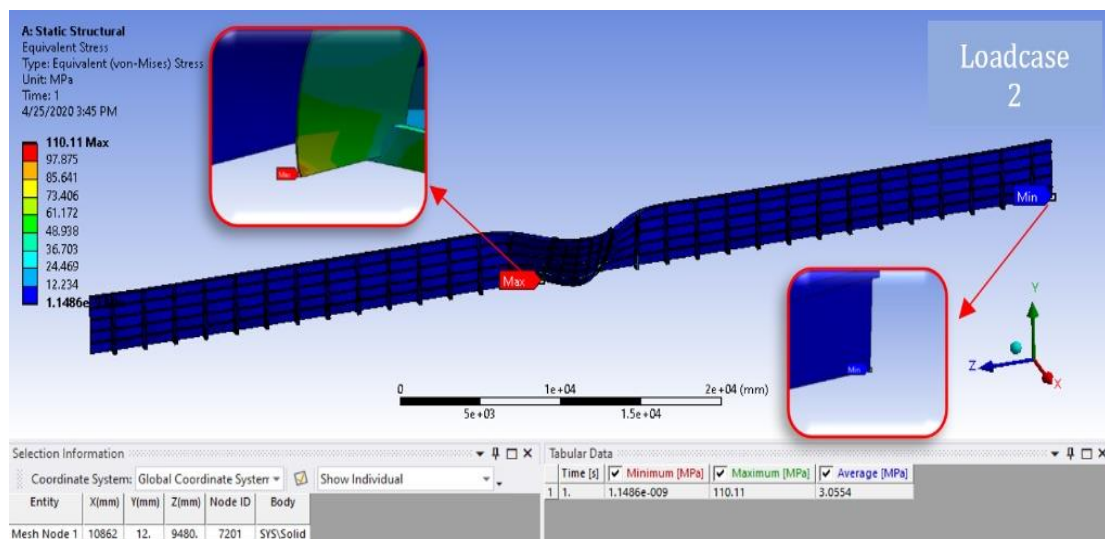 A: Static Structural
Equivalent Stress
Type: Equivalent (von-Mises) Stress
Unit: MPa
Time: 1
4/25/2020 3:45 PM
110.11 Max
97.875
85.641
73.406
61.172
48.938
36.703
24.469
12.234
1.1486e
Loadcase
2
Max
Min
Max
Min
Y
Z
X
0 1e+04 2e+04 (mm)
5e+03 1.5e+04
Selection Information
Coordinate System: Global Coordinate System Show Individual
Entity X(mm) Y(mm) Z(mm) Node ID Body
Mesh Node 1 10862 12. 9480. 7201 SYS\Solid
Tabular Data
Time [s] Minimum [MPa] Maximum [MPa] Average [MPa]
1 1. 1.1486e-009 110.11 3.0554